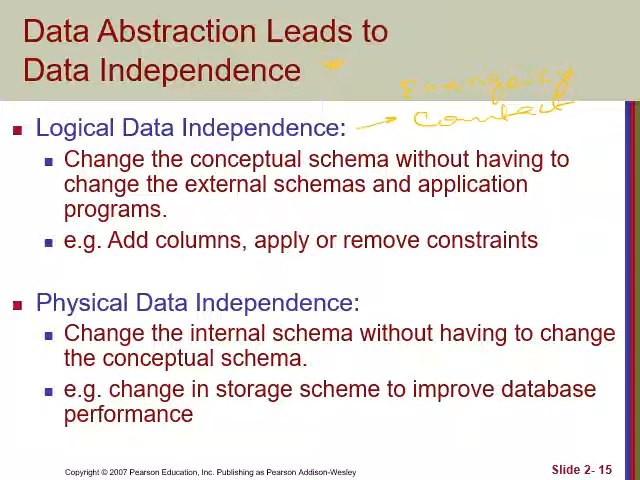 Data Abstraction Leads to
Data Independence
Emergency
Contact
Logical Data Independence:
Change the conceptual schema without having to
change the external schemas and application
programs.
e.g. Add columns, apply or remove constraints
Physical Data Independence:
Change the internal schema without having to change
the conceptual schema.
e.g. change in storage scheme to improve database
performance
Copyright © 2007 Pearson Education, Inc. Publishing as Pearson Addison-Wesley
Slide 2- 15